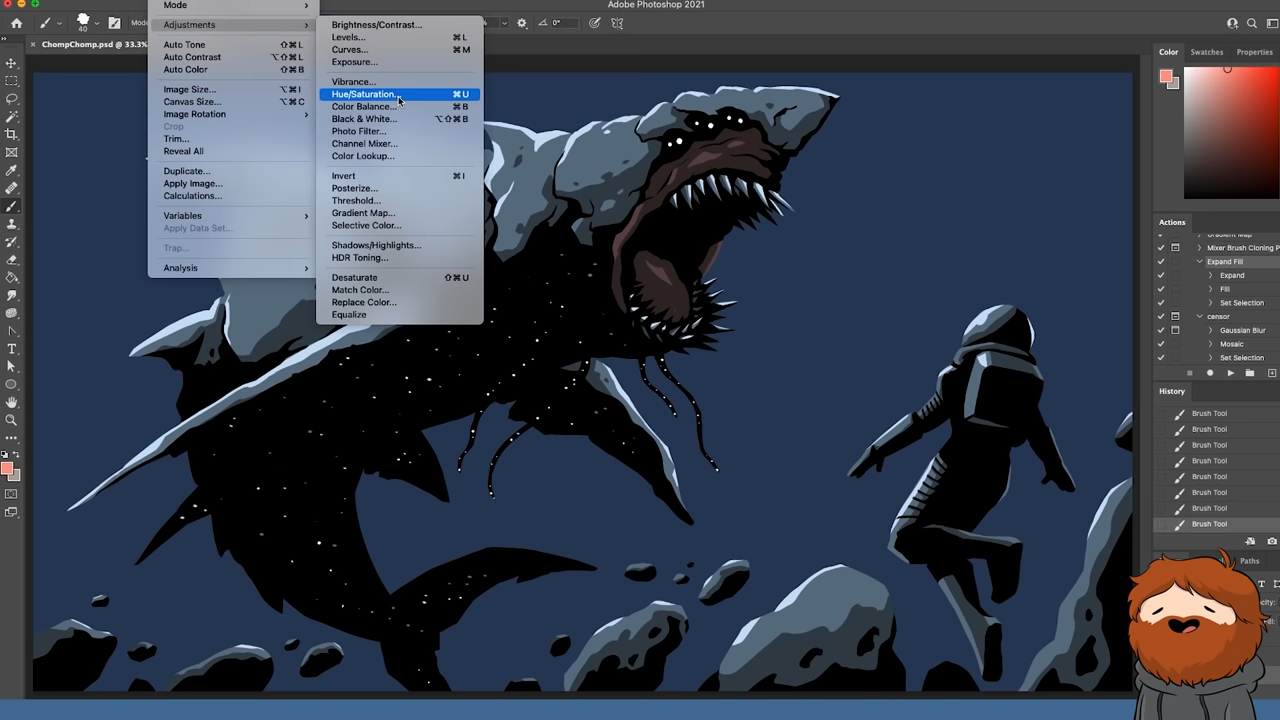 Adobe Photoshop 2021
Mode
Adjustments
Auto Tone ⇧⌘L
Auto Contrast ⌥⇧⌘L
Auto Color ⇧⌘B
Image Size... ⌥⌘I
Canvas Size... ⌥⌘C
Image Rotation
Crop
Trim...
Reveal All
Duplicate...
Apply Image...
Calculations...
Variables
Apply Data Set...
Trap...
Analysis
Brightness/Contrast...
Levels... ⌘L
Curves... ⌘M
Exposure...
Vibrance...
Hue/Saturation... ⌘U
Color Balance... ⌘B
Black & White... ⌥⇧⌘B
Photo Filter...
Channel Mixer...
Color Lookup...
Invert ⌘I
Posterize...
Threshold...
Gradient Map...
Selective Color...
Shadows/Highlights...
HDR Toning...
Desaturate ⇧⌘U
Match Color...
Replace Color...
Equalize
40
Mode
0°
ChompChomp.psd @ 33.3%
Color Swatches Properties
Actions
Gradient Map
Mixer Brush Cloning P
Expand Fill
Expand
Fill
Set Selection
censor
Gaussian Blur
Mosaic
Set Selection
History
Brush Tool
Brush Tool
Brush Tool
Brush Tool
Brush Tool
Brush Tool
Brush Tool
Brush Tool
Paths